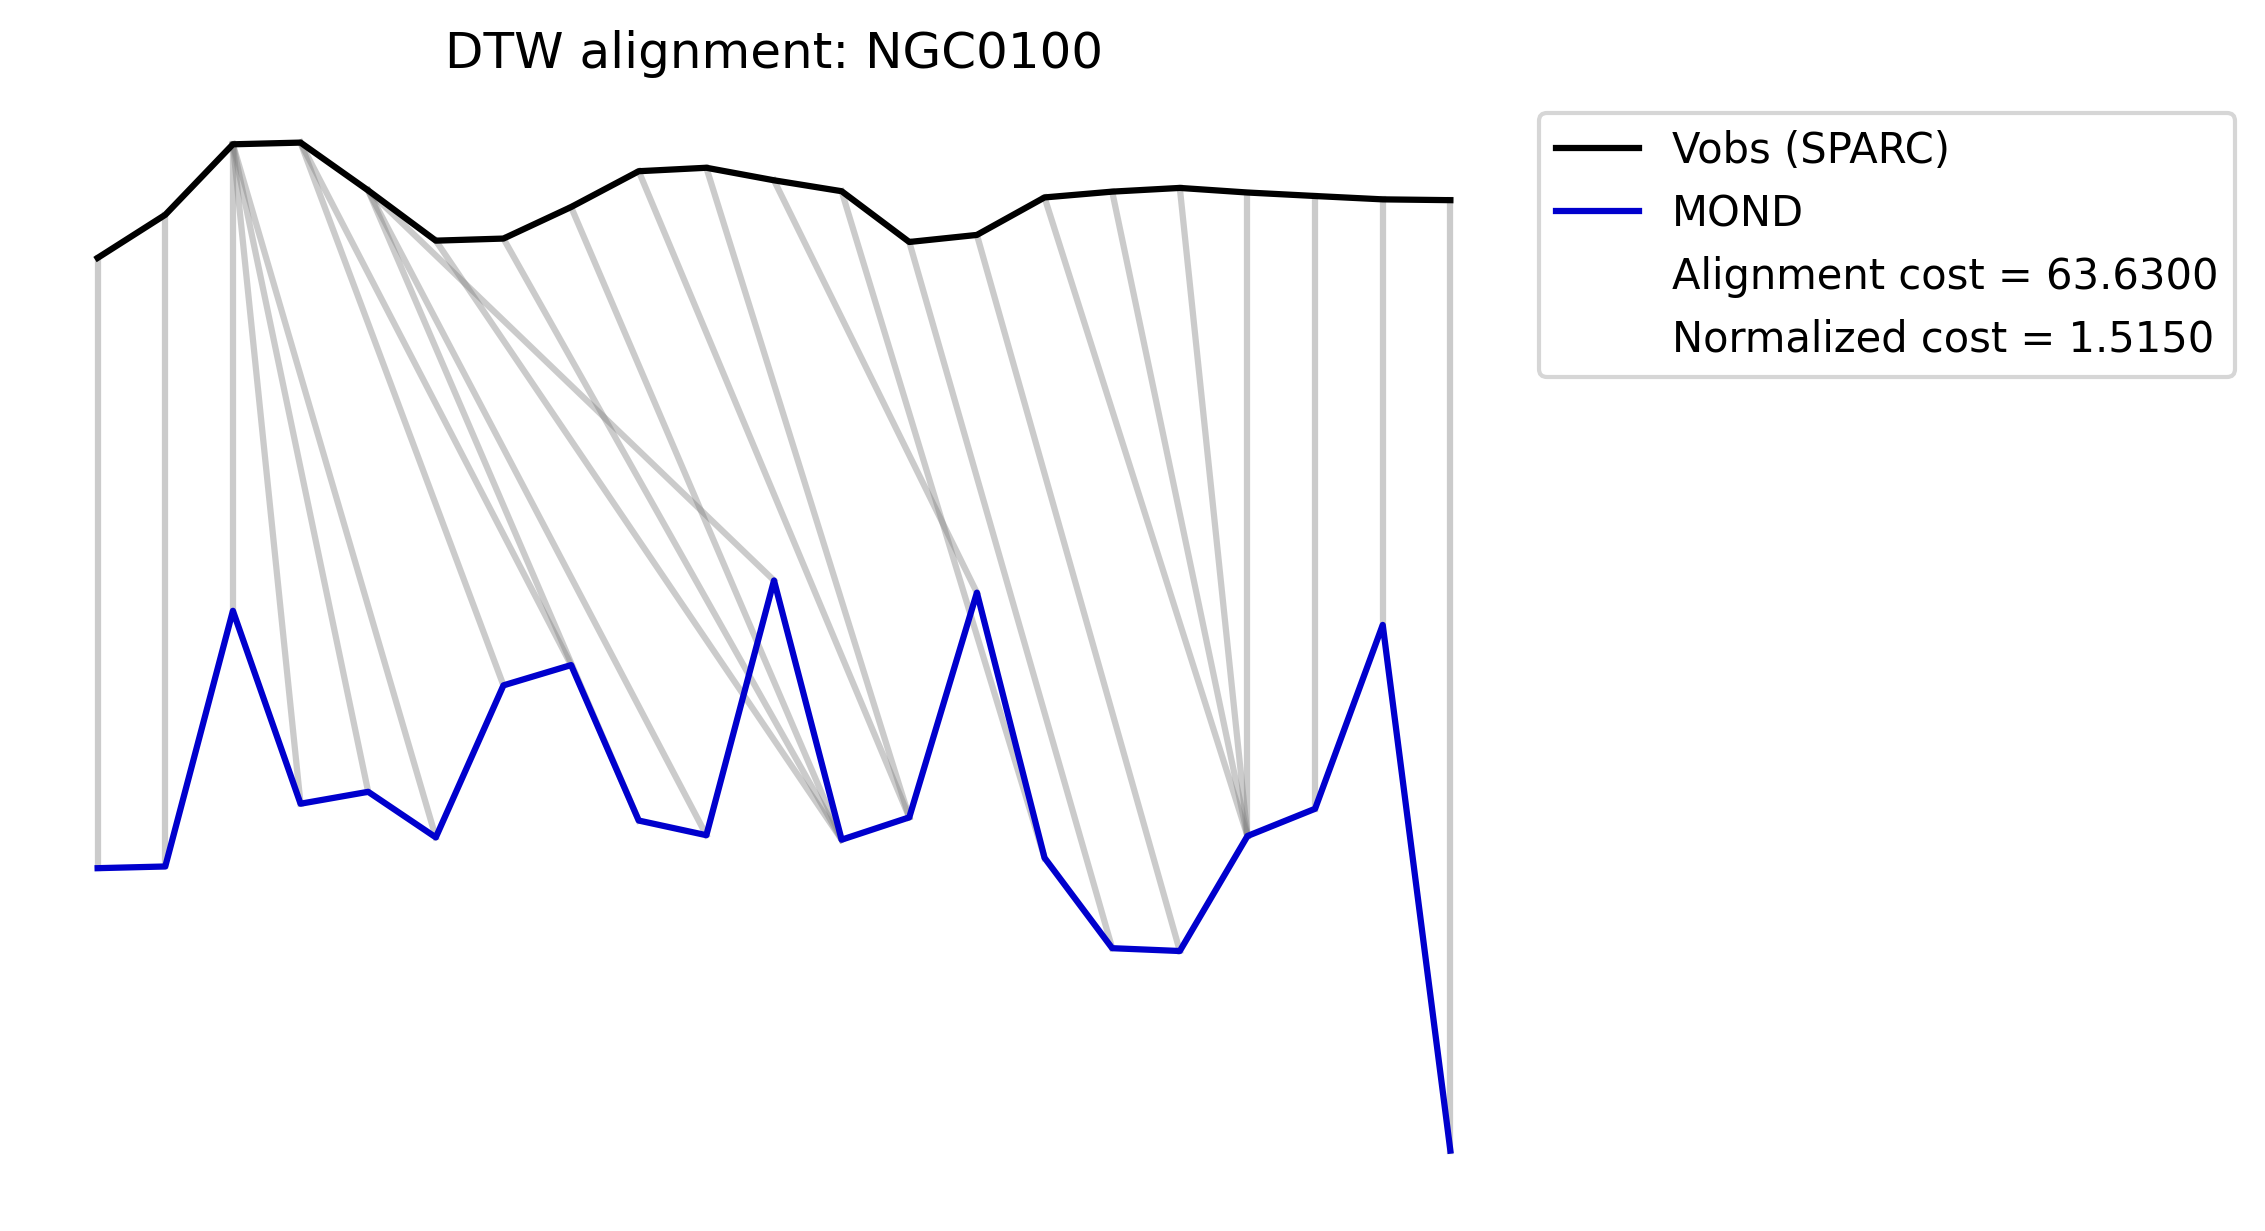 DTW alignment: NGC0100
Vobs (SPARC)
MOND
Alignment cost = 63.6300
Normalized cost = 1.5150